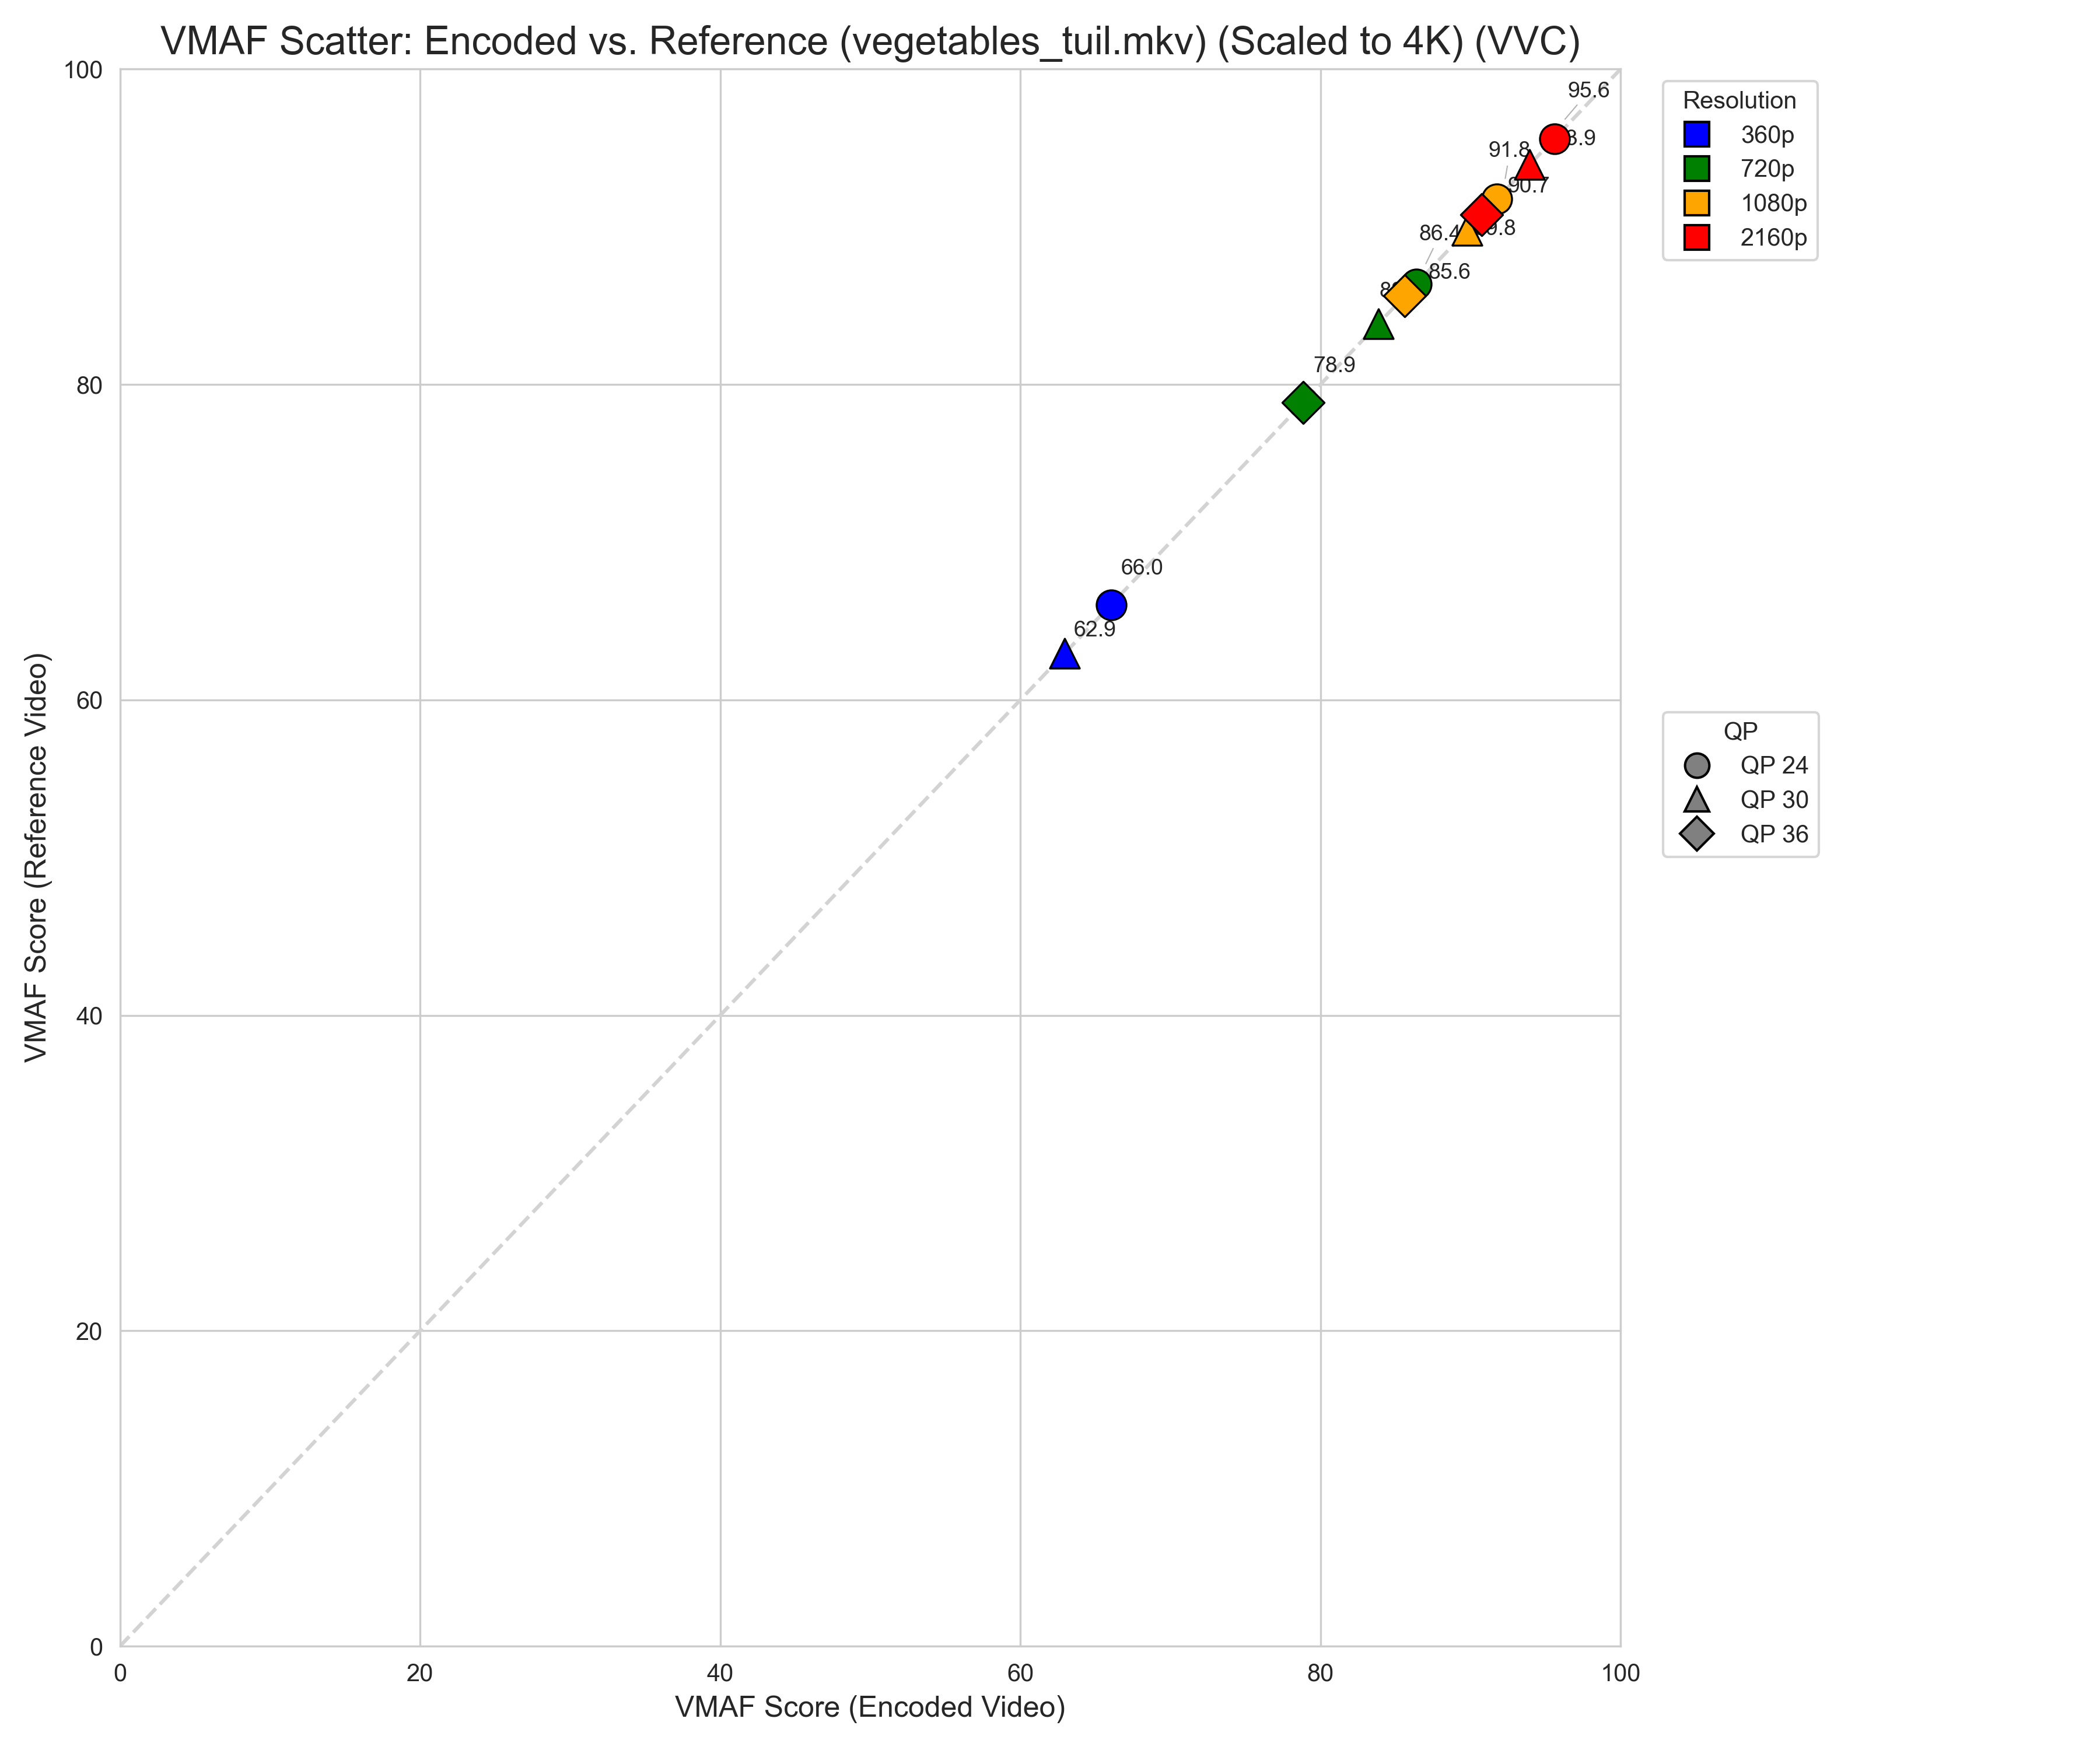 VMAF Scatter: Encoded vs. Reference (vegetables_tuil.mkv) (Scaled to 4K) (VVC)
100
80
60
40
20
0
0 20 40 60 80 100
VMAF Score (Reference Video)
VMAF Score (Encoded Video)
95.6
91.8
90.7
86.4
85.6
78.9
66.0
62.9
Resolution
360p
720p
1080p
2160p
QP
QP 24
QP 30
QP 36